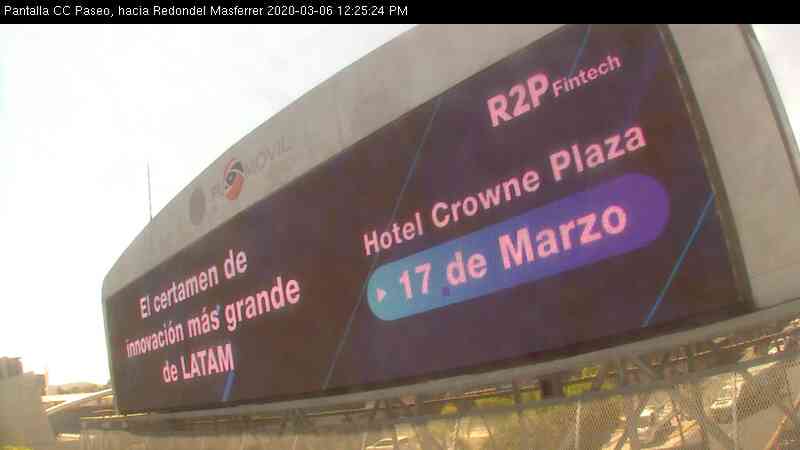 Pantalla CC Paseo, hacia Redondel Masferrer 2020-03-06 12:25:24 PM
R2P Fintech
Hotel Crowne Plaza
17 de Marzo
El certamen de
innovación más grande
de LATAM